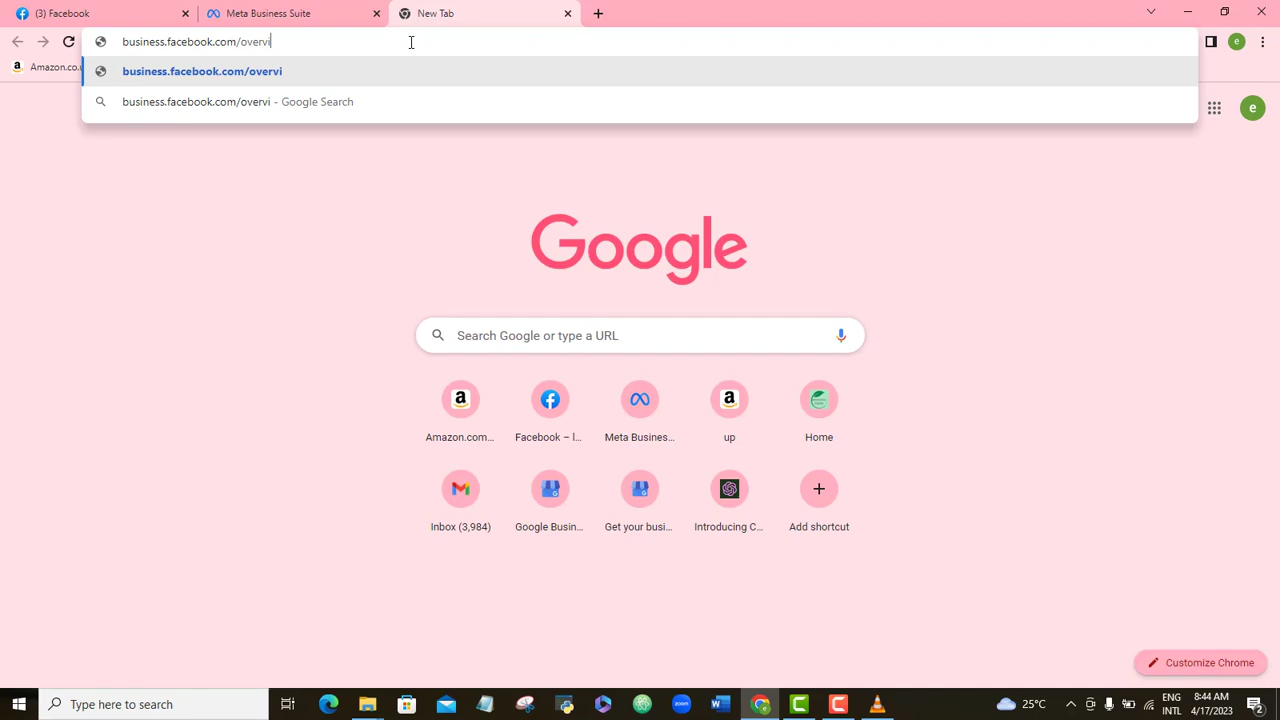 (3) Facebook
Meta Business Suite
New Tab
business.facebook.com/overvi
Amazon.co.u
business.facebook.com/overvi
business.facebook.com/overvi - Google Search
e
e
Google
Search Google or type a URL
Amazon.com...
Facebook – l...
Meta Busines...
up
Home
Inbox (3,984)
Google Busin...
Get your busi...
Introducing C...
Add shortcut
Customize Chrome
Type here to search
zoom
25°C
ENG
INTL
8:44 AM
4/17/2023
2